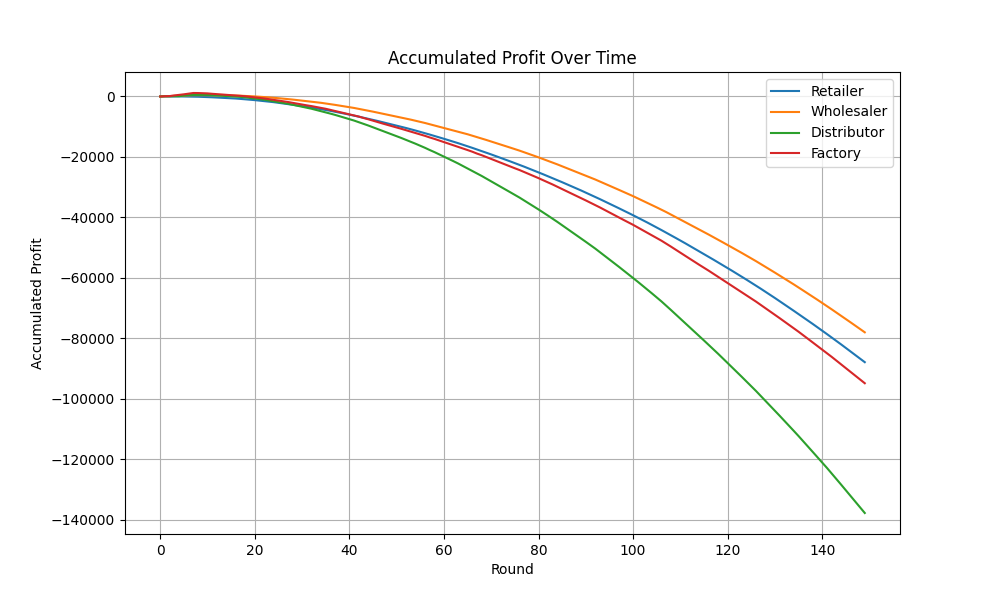 Accumulated Profit Over Time
Retailer
Wholesaler
Distributor
Factory
Accumulated Profit
0
−20000
−40000
−60000
−80000
−100000
−120000
−140000
0 20 40 60 80 100 120 140
Round